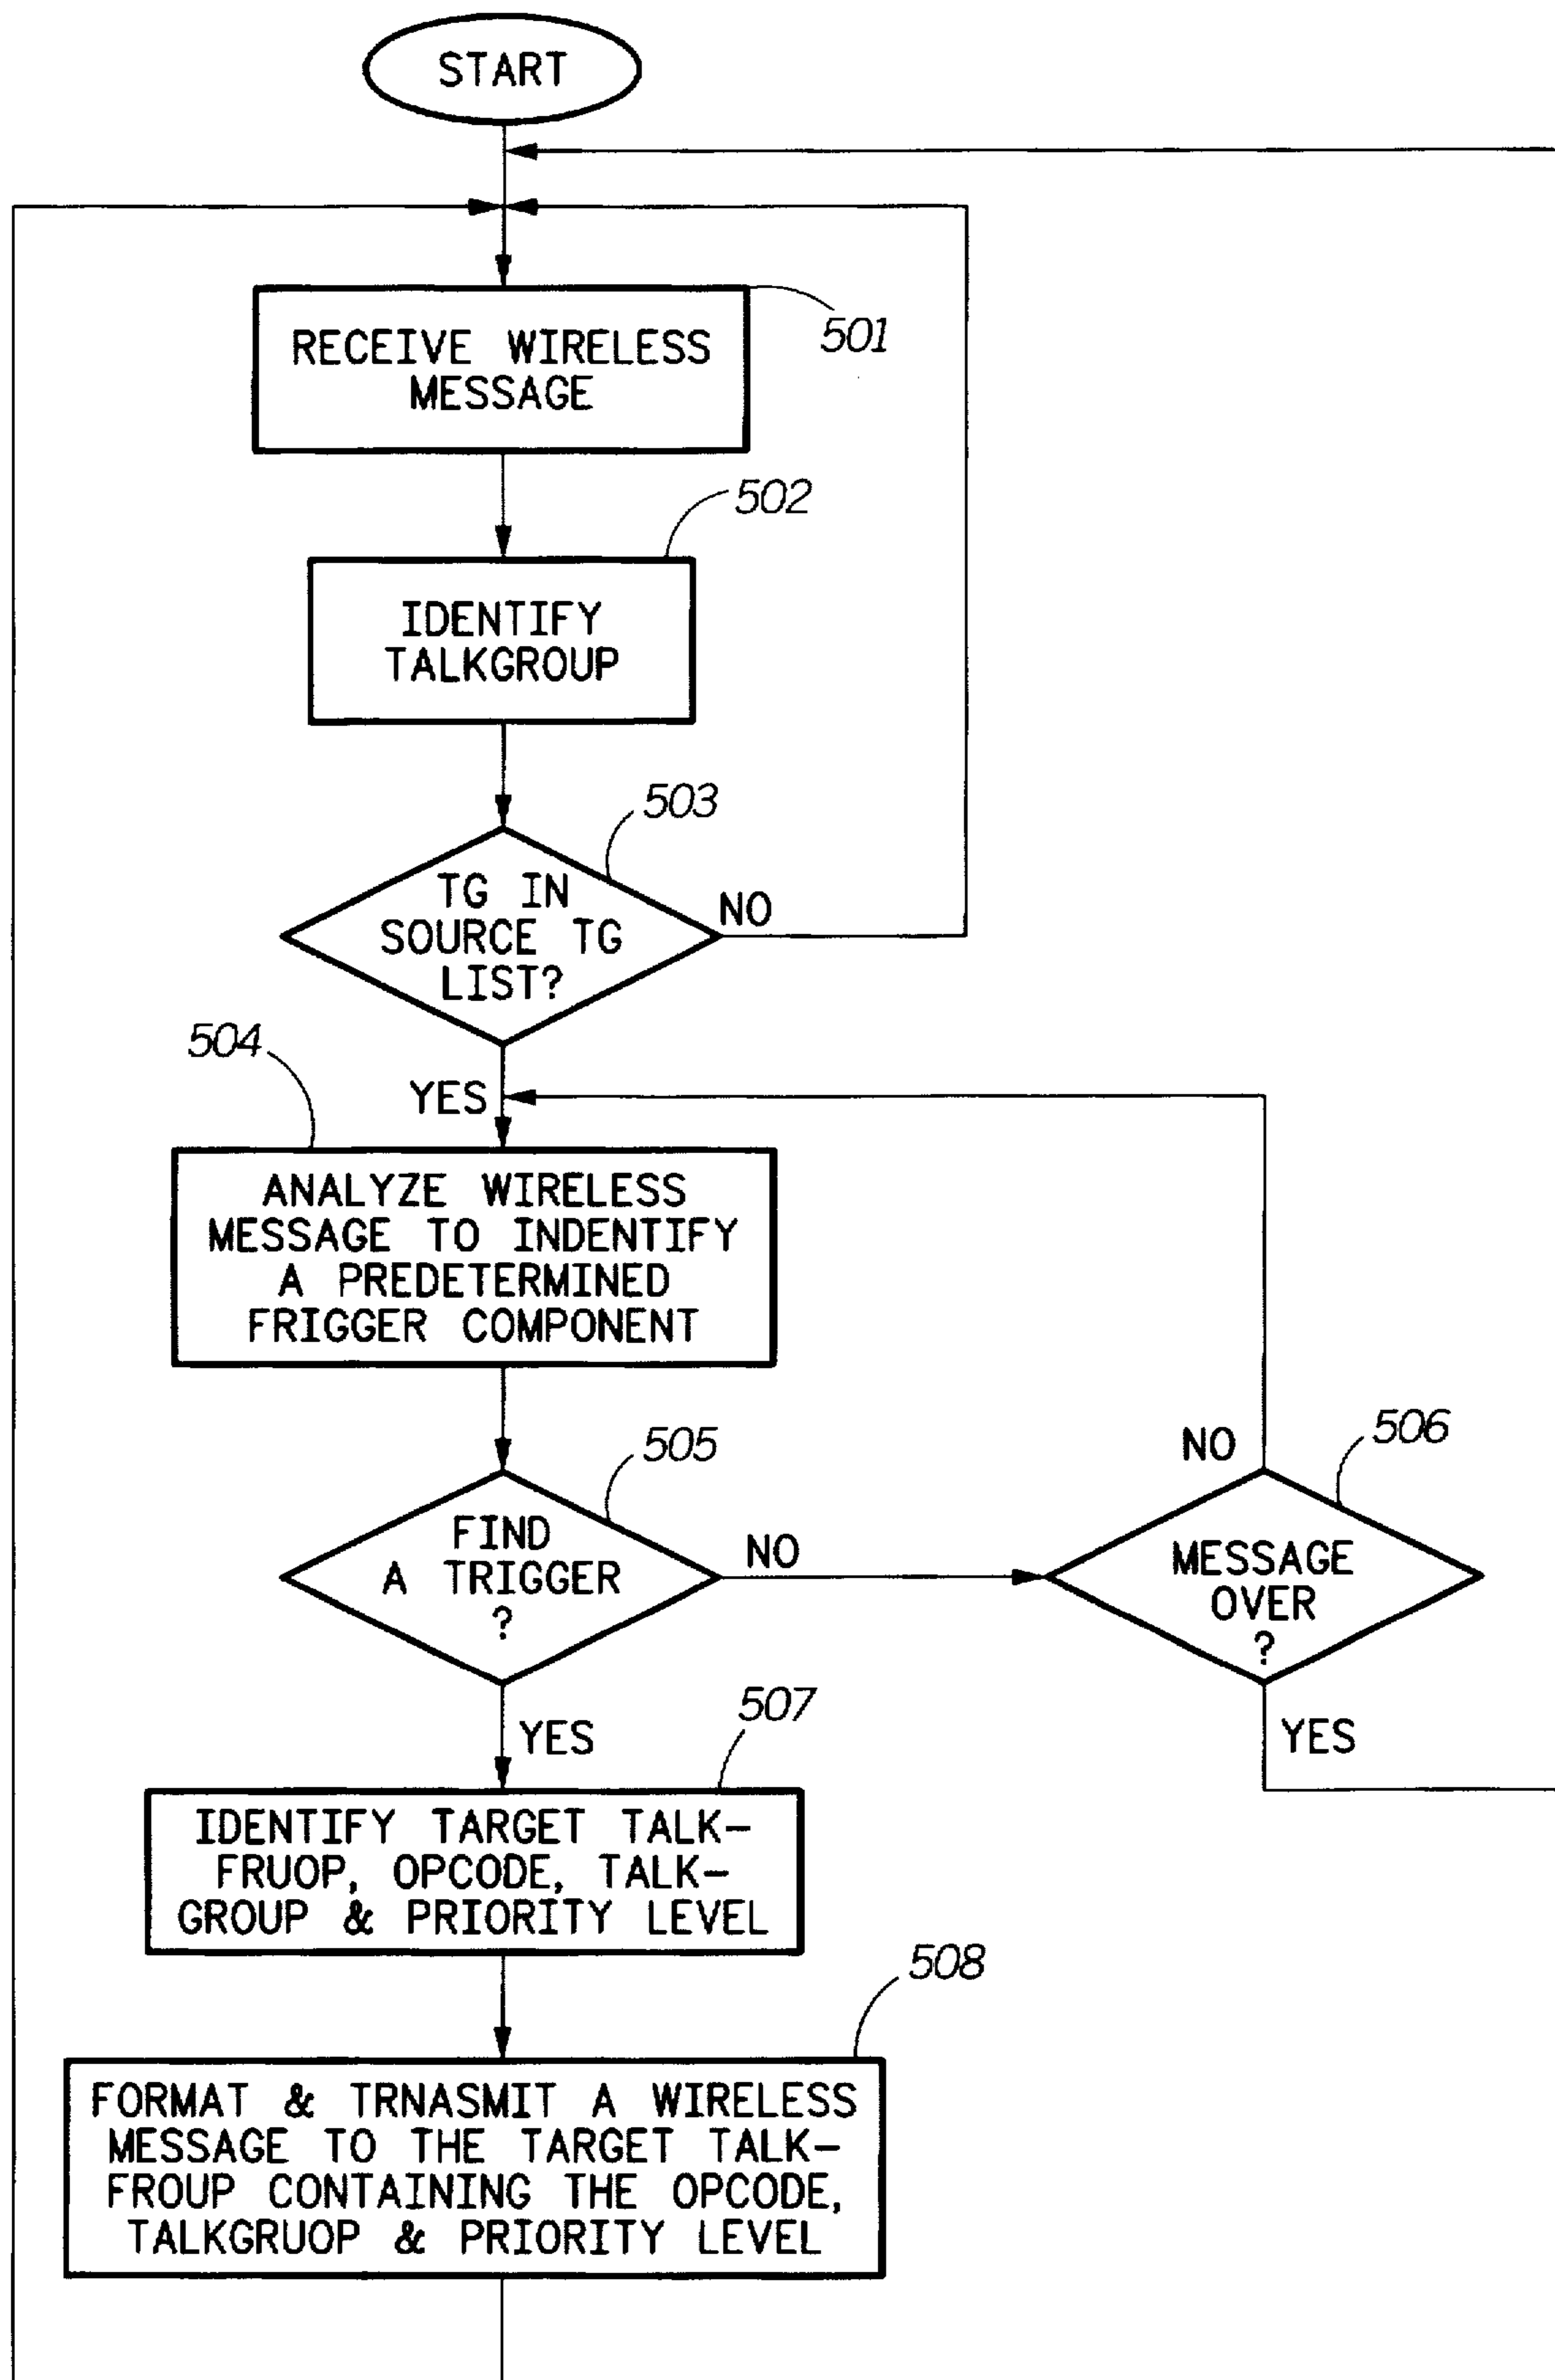 START
RECEIVE WIRELESS
MESSAGE
501
502
IDENTIFY
TALKGROUP
503
TG IN
SOURCE TG
LIST?
NO
504
YES
ANALYZE WIRELESS
MESSAGE TO INDENTIFY
A PREDETERMINED
FRIGGER COMPONENT
505
FIND
A TRIGGER
?
NO
NO
506
MESSAGE
OVER
?
YES
YES
507
IDENTIFY TARGET TALK-
FRUOP, OPCODE, TALK-
GROUP & PRIORITY LEVEL
508
FORMAT & TRNASMIT A WIRELESS
MESSAGE TO THE TARGET TALK-
FROUP CONTAINING THE OPCODE,
TALKGRUOP & PRIORITY LEVEL